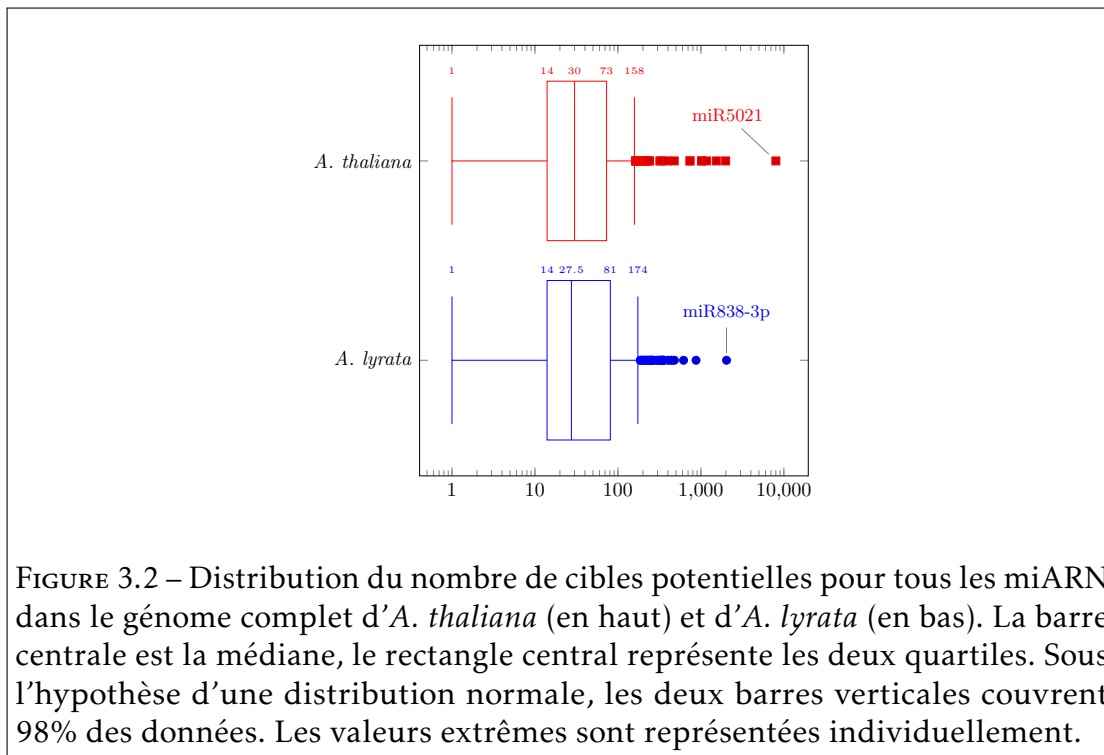 1 14 30 73 158
miR5021
A. thaliana
1 14 27.5 81 174
miR838-3p
A. lyrata
1 10 100 1,000 10,000
FIGURE 3.2 – Distribution du nombre de cibles potentielles pour tous les miARN
dans le génome complet d'A. thaliana (en haut) et d'A. lyrata (en bas). La barre
centrale est la médiane, le rectangle central représente les deux quartiles. Sous
l'hypothèse d'une distribution normale, les deux barres verticales couvrent
98% des données. Les valeurs extrêmes sont représentées individuellement.